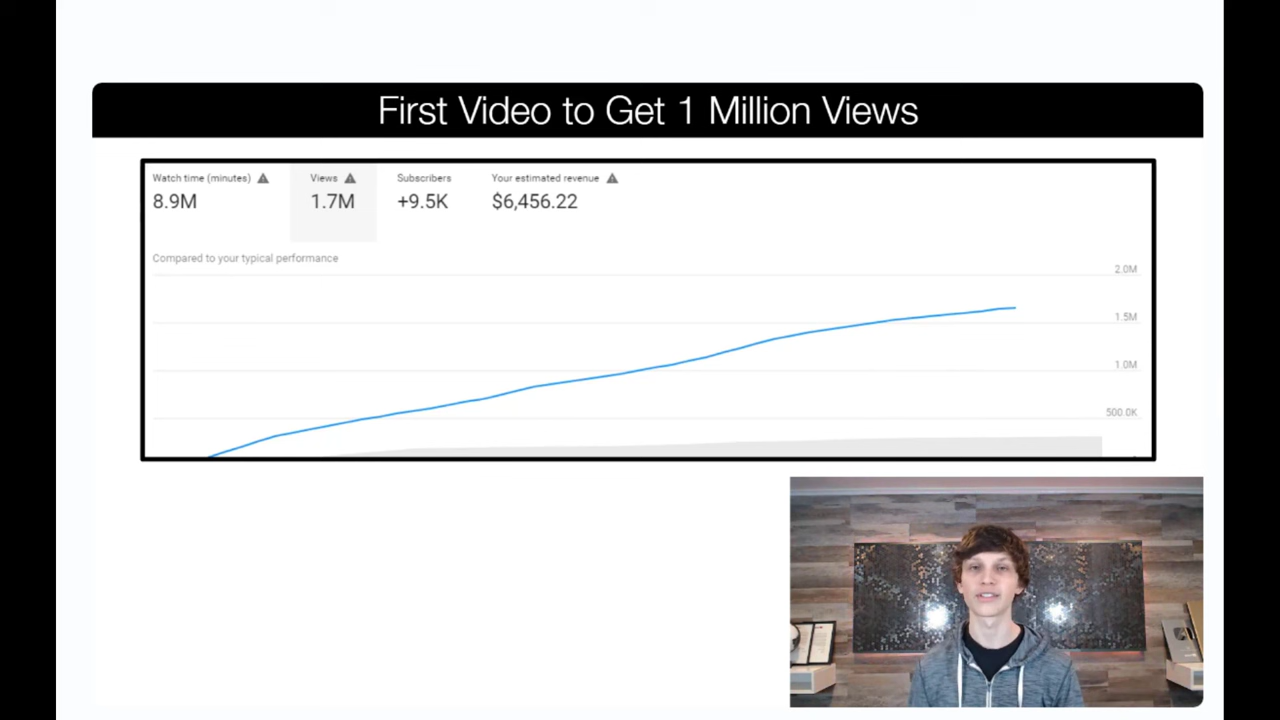 First Video to Get 1 Million Views
Watch time (minutes) Views Subscribers Your estimated revenue
8.9M 1.7M +9.5K $6,456.22
Compared to your typical performance
2.0M
1.5M
1.0M
500.0K